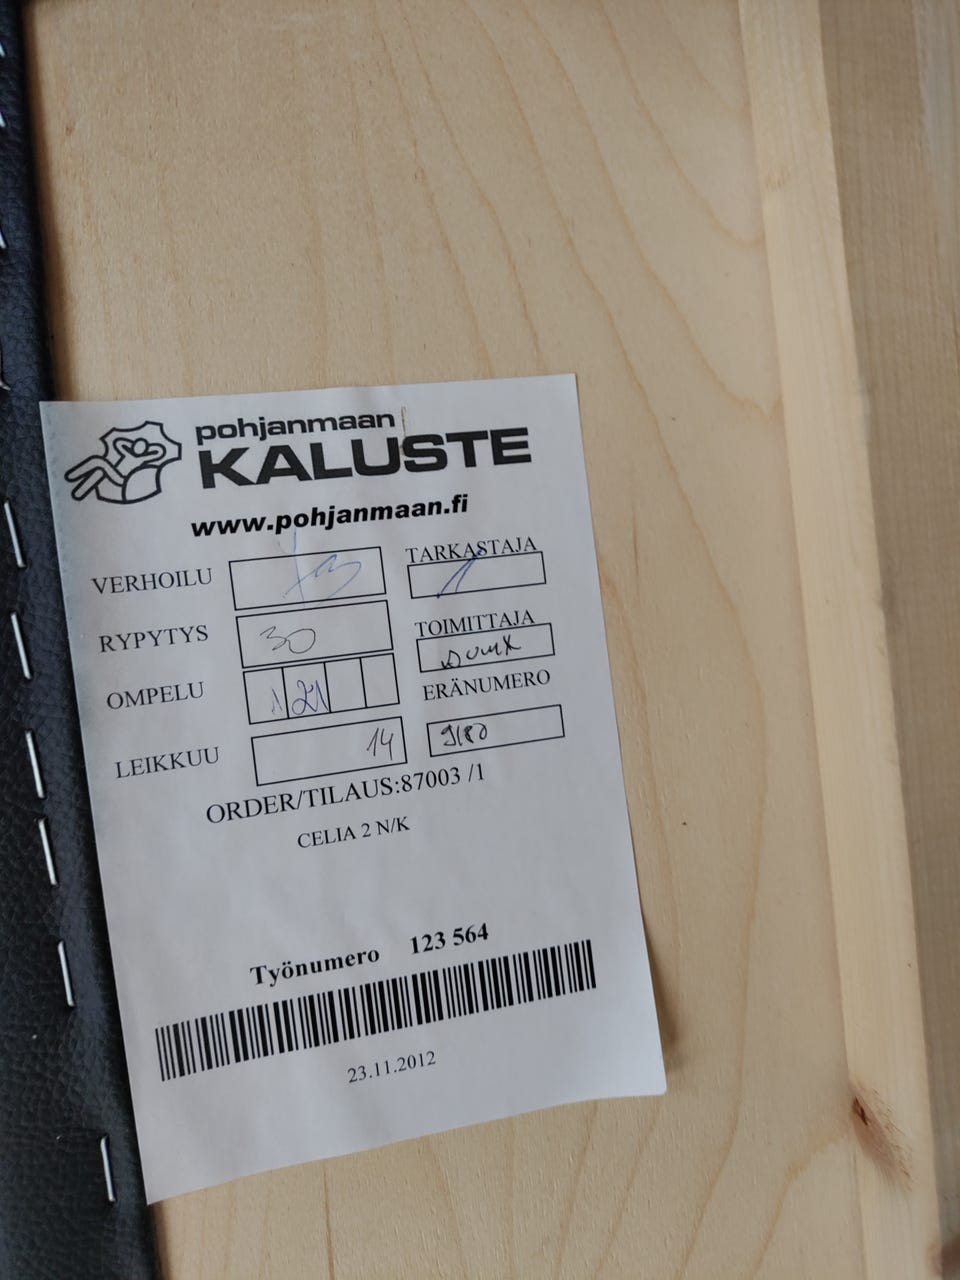 pohjanmaan
KALUSTE
www.pohjanmaan.fi
VERHOILU
TARKASTAJA
RYPYTYS 30
TOIMITTAJA
OMPELU 21
ERÄNUMERO
LEIKKUU 14
ORDER/TILAUS:87003 /1
CELIA 2 N/K
Työnumero 123 564
23.11.2012